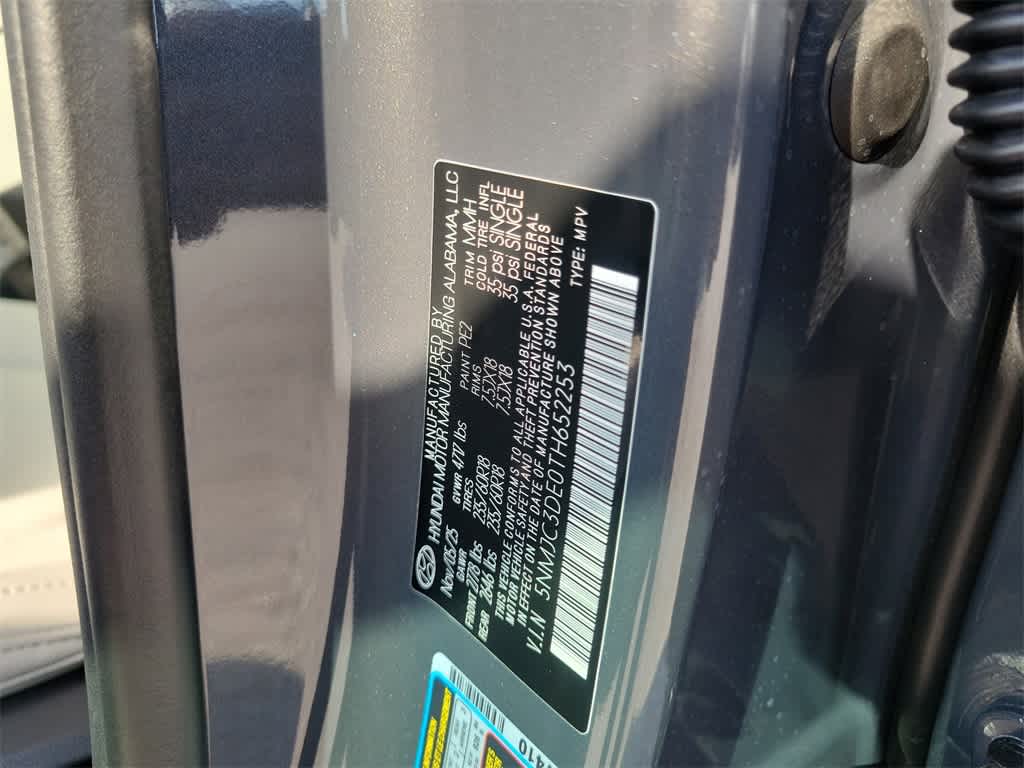 MANUFACTURED BY
HYUNDAI MOTOR MANUFACTURING ALABAMA, LLC
Nov/25/25 GVWR 4717 lbs PAINT PE2 TRIM MMH
GAWR TIRES RIMS COLD TIRE INFL
FRONT 2778 lbs 235/60R18 7.5JX18 35 psi SINGLE
REAR 2646 lbs 235/60R18 7.5JX18 35 psi SINGLE
THIS VEHICLE CONFORMS TO ALL APPLICABLE U.S.A. FEDERAL
MOTOR VEHICLE SAFETY AND THEFT PREVENTION STANDARDS
IN EFFECT ON THE DATE OF MANUFACTURE SHOWN ABOVE
V.I.N 5NMJC3DE0TH652253 TYPE: MPV